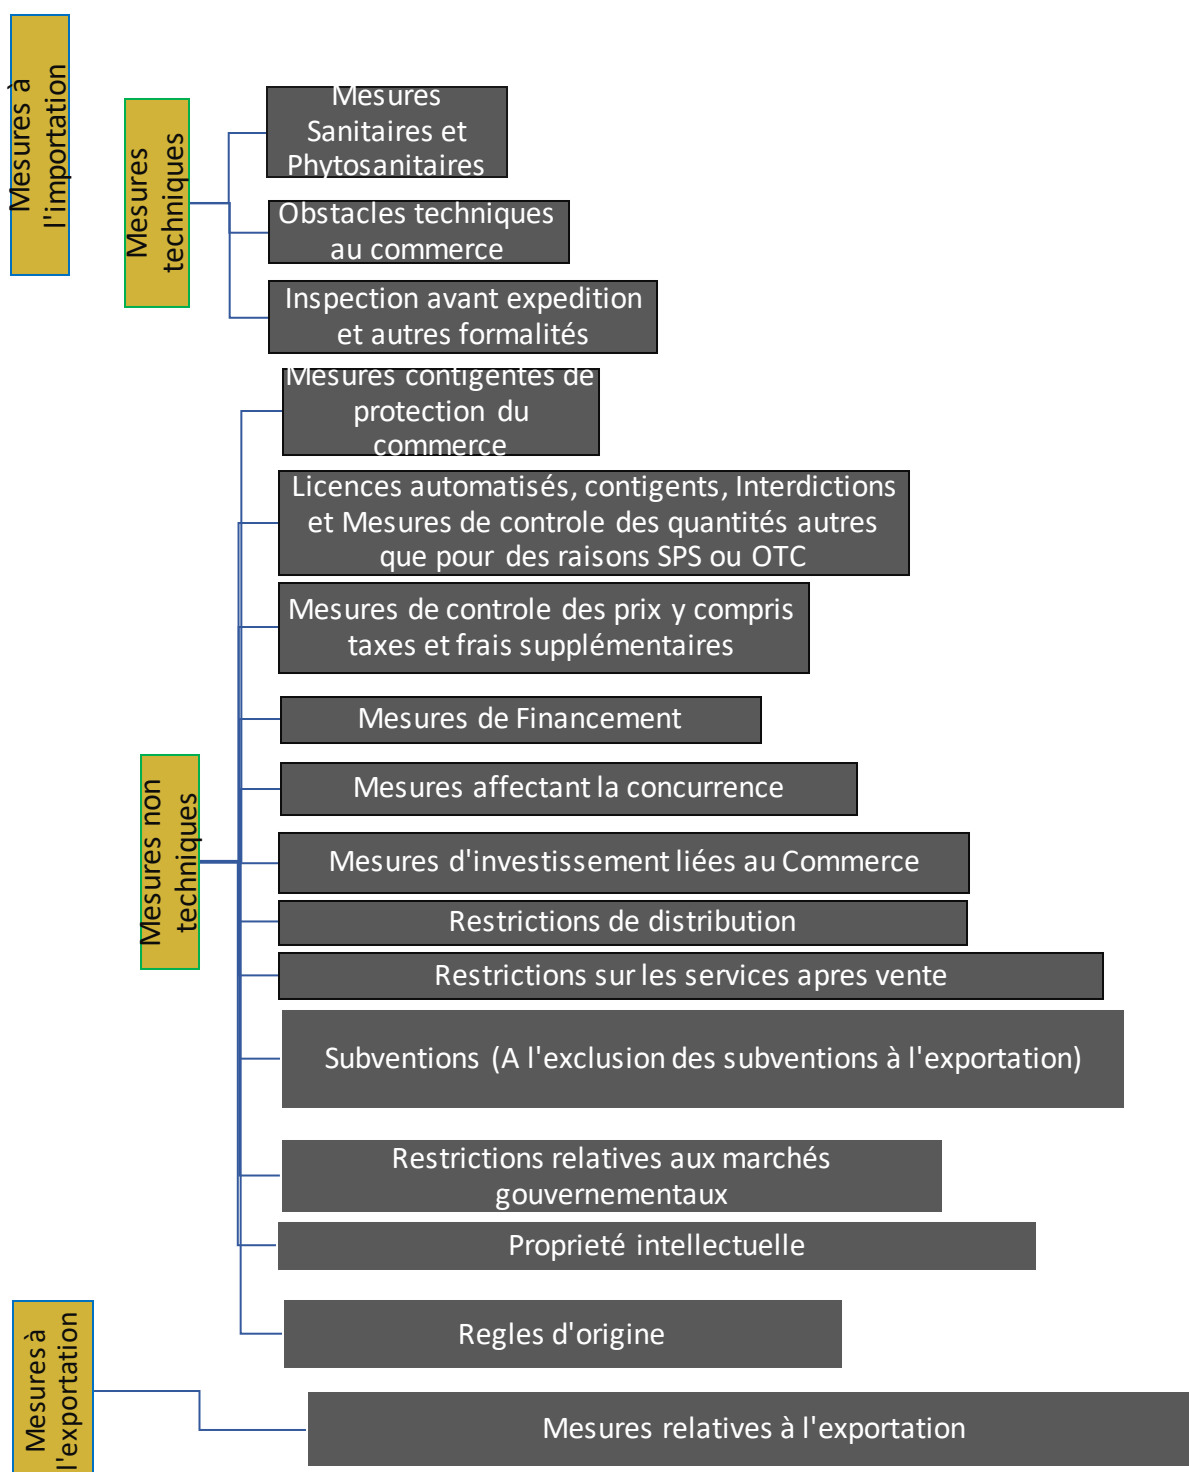 Mesures à
l'importation
Mesures
techniques
Mesures
Sanitaires et
Phytosanitaires
Obstacles techniques
au commerce
Inspection avant expedition
et autres formalités
Mesures non
techniques
Mesures contigentes de
protection du
commerce
Licences automatisés, contigents, Interdictions
et Mesures de controle des quantités autres
que pour des raisons SPS ou OTC
Mesures de controle des prix y compris
taxes et frais supplémentaires
Mesures de Financement
Mesures affectant la concurrence
Mesures d'investissement liées au Commerce
Restrictions de distribution
Restrictions sur les services apres vente
Subventions (A l'exclusion des subventions à l'exportation)
Restrictions relatives aux marchés
gouvernementaux
Proprieté intellectuelle
Regles d'origine
Mesures à
l'exportation
Mesures relatives à l'exportation